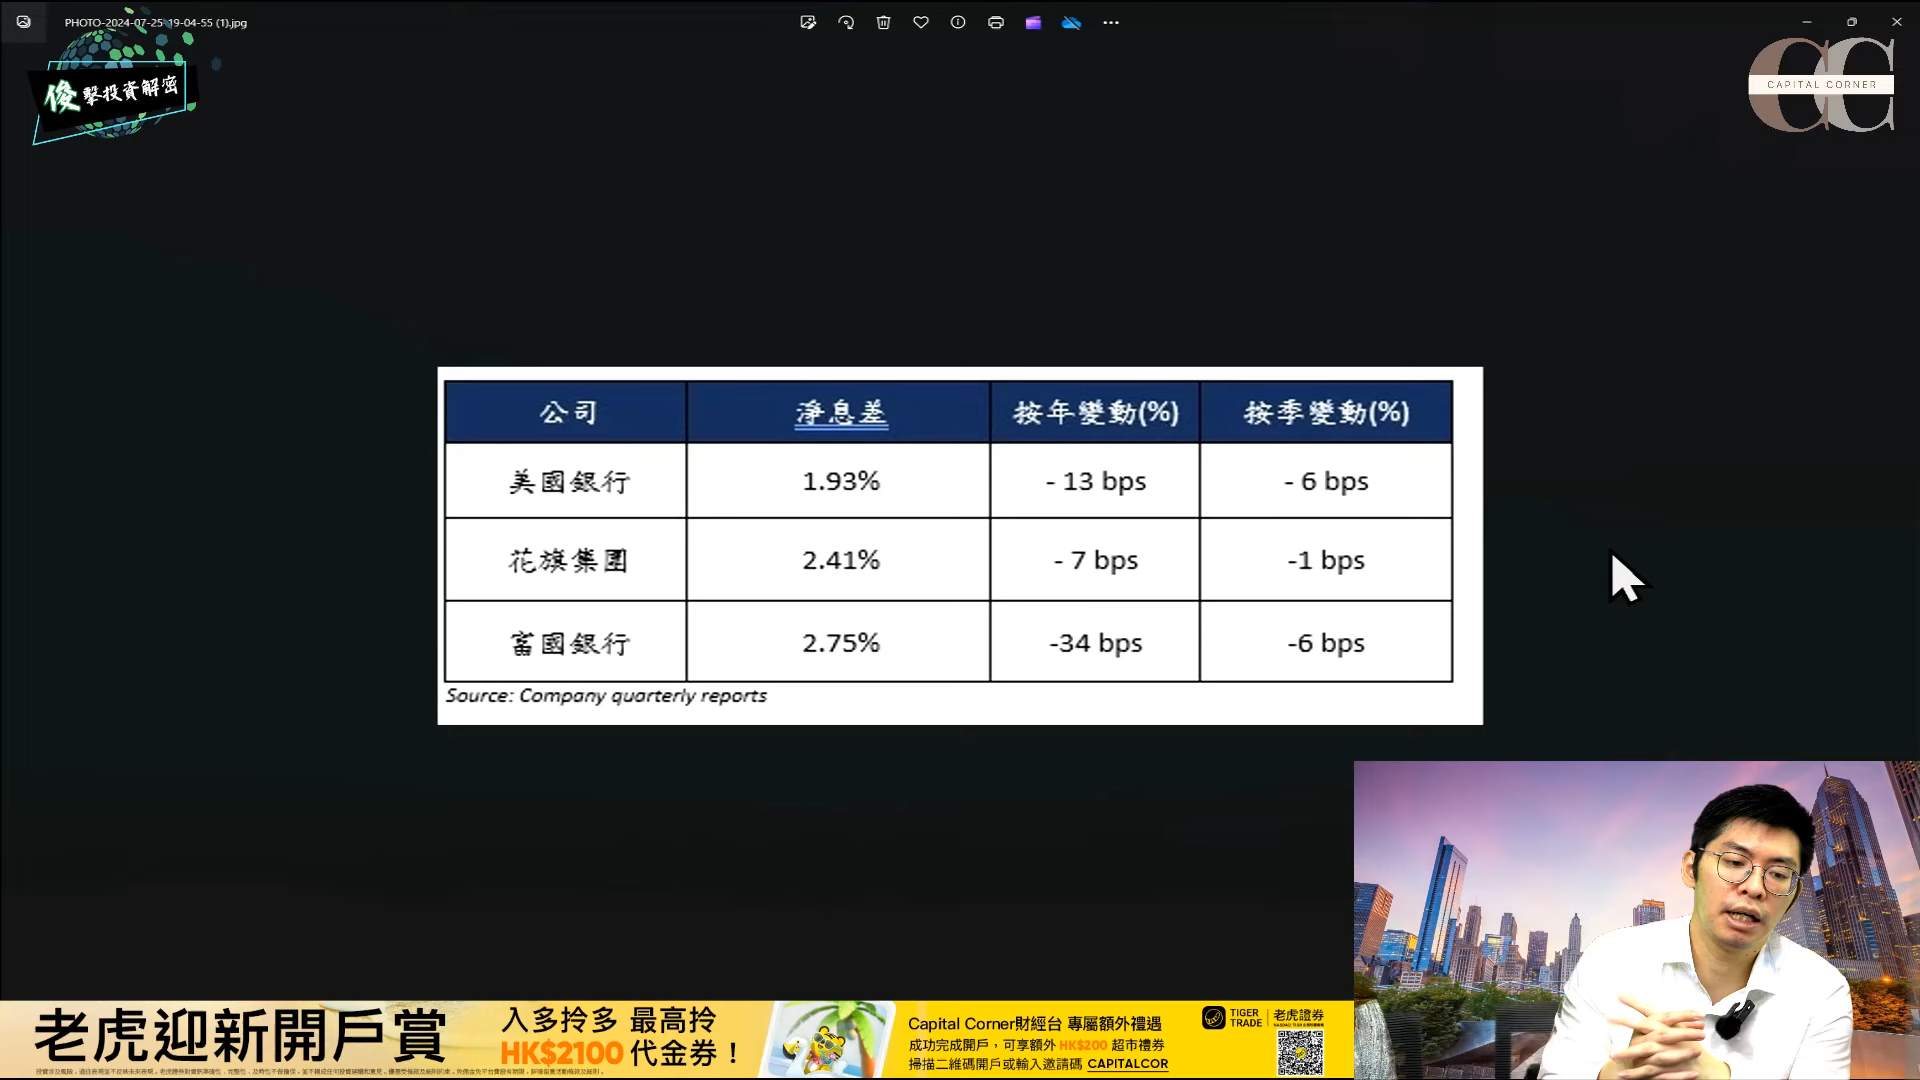 PHOTO-2024-07-25-19-04-55 (1).jpg
俊擊投資解密
CAPITAL CORNER
公司 淨息差 按年變動(%) 按季變動(%)
美國銀行 1.93% - 13 bps - 6 bps
花旗集團 2.41% - 7 bps -1 bps
富國銀行 2.75% -34 bps -6 bps
Source: Company quarterly reports
老虎迎新開戶賞
入多拎多 最高拎
HK$2100 代金券！
Capital Corner財經台 專屬額外禮遇
成功完成開戶，可享額外 HK$200 超市禮券
掃描二維碼開戶或輸入邀請碼 CAPITALCOR
TIGER TRADE 老虎證券